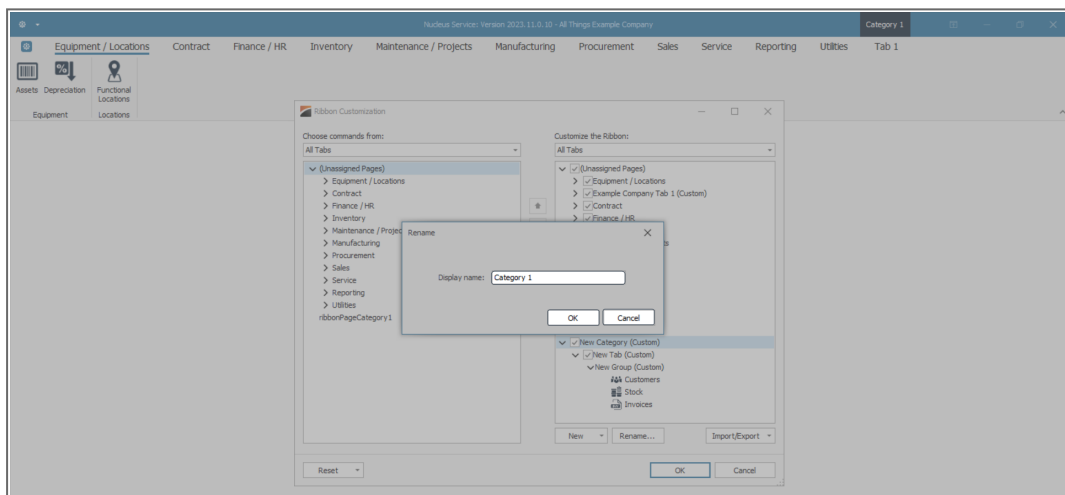 Nucleus Service: Version 2023.11.0.10 - All Things Example Company
Category 1
Equipment / Locations Contract Finance / HR Inventory Maintenance / Projects Manufacturing Procurement Sales Service Reporting Utilities Tab 1
Assets Depreciation Functional Locations
Equipment Locations
Ribbon Customization
Choose commands from:
All Tabs
(Unassigned Pages)
Equipment / Locations
Contract
Finance / HR
Inventory
Maintenance / Projec
Manufacturing
Procurement
Sales
Service
Reporting
Utilities
ribbonPageCategory1
Customize the Ribbon:
All Tabs
(Unassigned Pages)
Equipment / Locations
Example Company Tab 1 (Custom)
Contract
Finance / HR
Rename
Display name: Category 1
OK Cancel
New Category (Custom)
New Tab (Custom)
New Group (Custom)
Customers
Stock
Invoices
New Rename... Import/Export
Reset OK Cancel